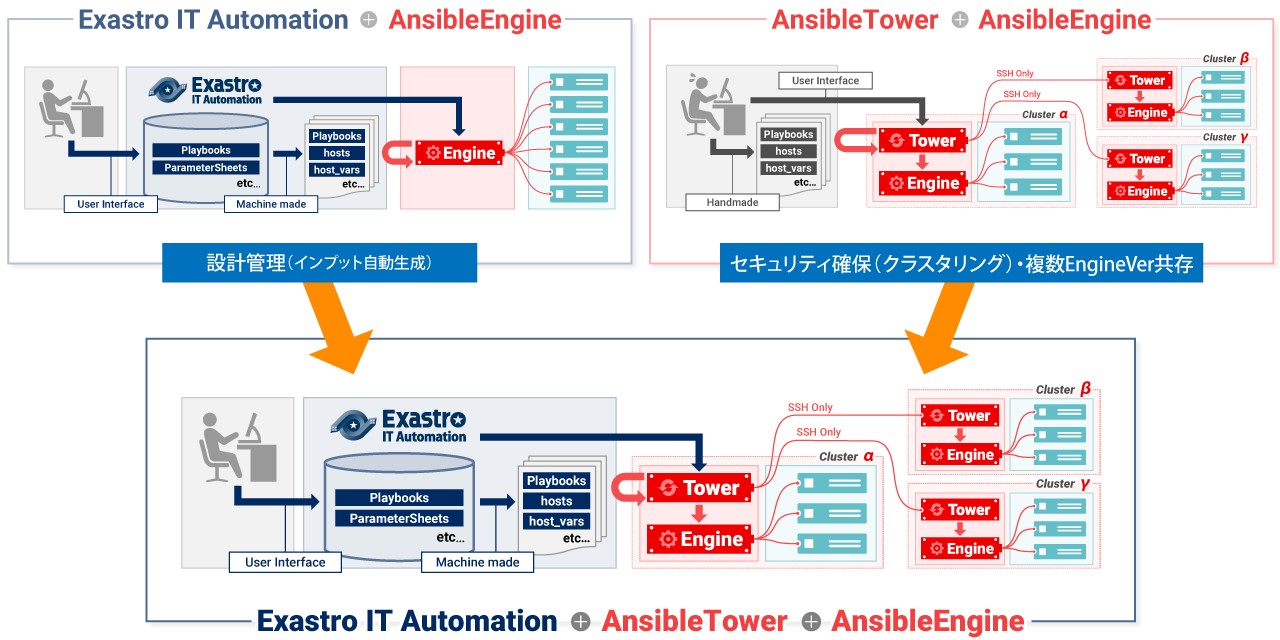 Exastro IT Automation + AnsibleEngine
Exastro
IT Automation
Playbooks
ParameterSheets
etc...
User Interface
Playbooks
hosts
host_vars
etc...
Machine made
Engine
AnsibleTower + AnsibleEngine
User Interface
Playbooks
hosts
host_vars
etc...
Handmade
Cluster α
Tower
Engine
SSH Only
SSH Only
Cluster β
Tower
Engine
Cluster γ
Tower
Engine
設計管理（インプット自動生成）
セキュリティ確保（クラスタリング）・複数EngineVer共存
Exastro
IT Automation
Playbooks
ParameterSheets
etc...
User Interface
Playbooks
hosts
host_vars
etc...
Machine made
Cluster α
Tower
Engine
SSH Only
SSH Only
Cluster β
Tower
Engine
Cluster γ
Tower
Engine
Exastro IT Automation + AnsibleTower + AnsibleEngine